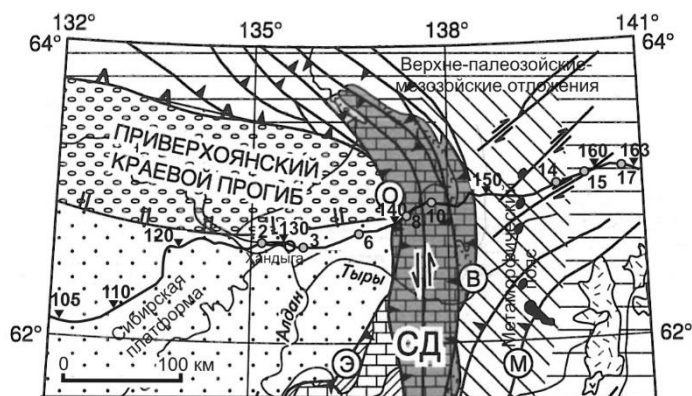 132°
135°
138°
141°
64°
64°
Верхне-палеозойские-
мезозойские отложения
ПРИВЕРХОЯНСКИЙ
КРАЕВОЙ ПРОГИБ
О
140
8
10
150
14
160
163
15
17
120
2
130
3
6
Хандыга
Тыры
105
110
Сибирская
платформа
Алдан
Метаморфический
пояс
В
62°
62°
0
100 км
Э
СД
М